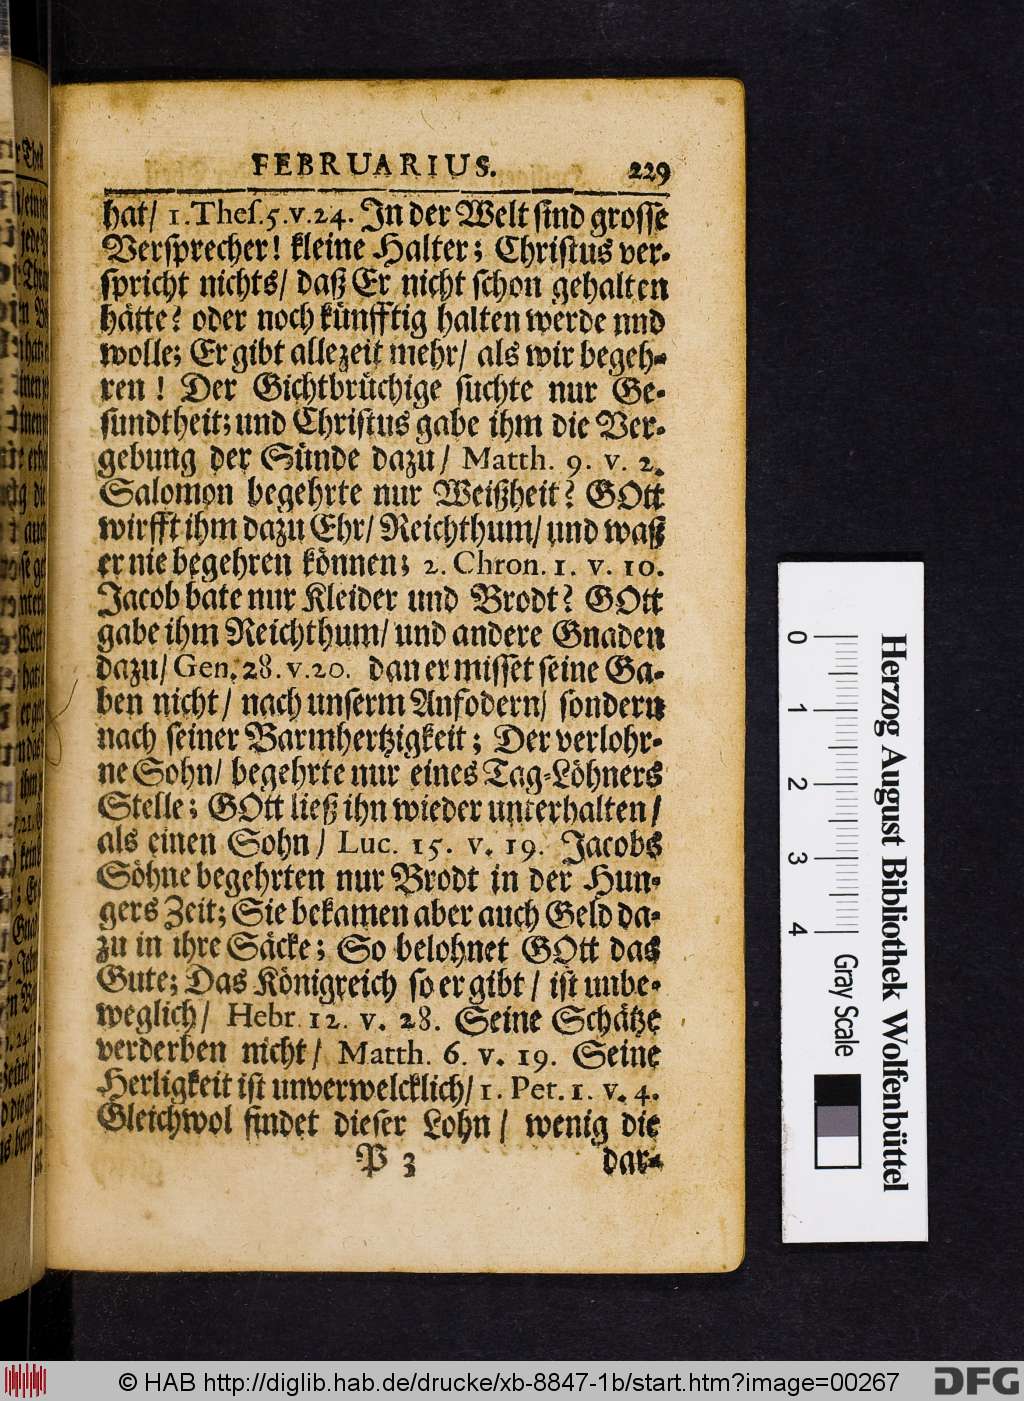 FEBRUARIUS. 229
hat/ 1. Thes. 5. v. 24. In der Welt sind grosse
Versprecher! kleine Halter; Christus ver-
spricht nichts/ daß Er nicht schon gehalten
hätte? oder noch künfftig halten werde und
wolle; Er gibt allezeit mehr/ als wir begeh-
ren! Der Gichtbrüchige suchte nur Ge-
sundtheit; und Christus gabe ihm die Ver-
gebung der Sünde dazu/ Matth. 9. v. 2.
Salomon begehrte nur Weißheit? GOtt
wirfft ihm dazu Ehr/ Reichthum/ und waß
er nie begehren können; 2. Chron. 1. v. 10.
Jacob bate nur Kleider und Brodt? GOtt
gabe ihm Reichthum/ und andere Gnaden
dazu/ Gen. 28. v. 20. dan er misset seine Ga-
ben nicht/ nach unserm Anfodern/ sondern
nach seiner Barmhertzigkeit; Der verlohr-
ne Sohn/ begehrte nur eines Tag-Löhners
Stelle; GOtt ließ ihn wieder unterhalten/
als einen Sohn/ Luc. 15. v. 19. Jacobs
Söhne begehrten nur Brodt in der Hun-
gers Zeit; Sie bekamen aber auch Geld da-
zu in ihre Säcke; So belohnet GOtt das
Gute; Das Königreich so er gibt/ ist unbe-
weglich/ Hebr. 12. v. 28. Seine Schätze
verderben nicht/ Matth. 6. v. 19. Seine
Herligkeit ist unverwelcklich/ 1. Pet. 1. v. 4.
Gleichwol findet dieser Lohn/ wenig die
P 3 dar-
Herzog August Bibliothek Wolfenbüttel
0 1 2 3 4 Gray Scale
© HAB http://diglib.hab.de/drucke/xb-8847-1b/start.htm?image=00267
DFG